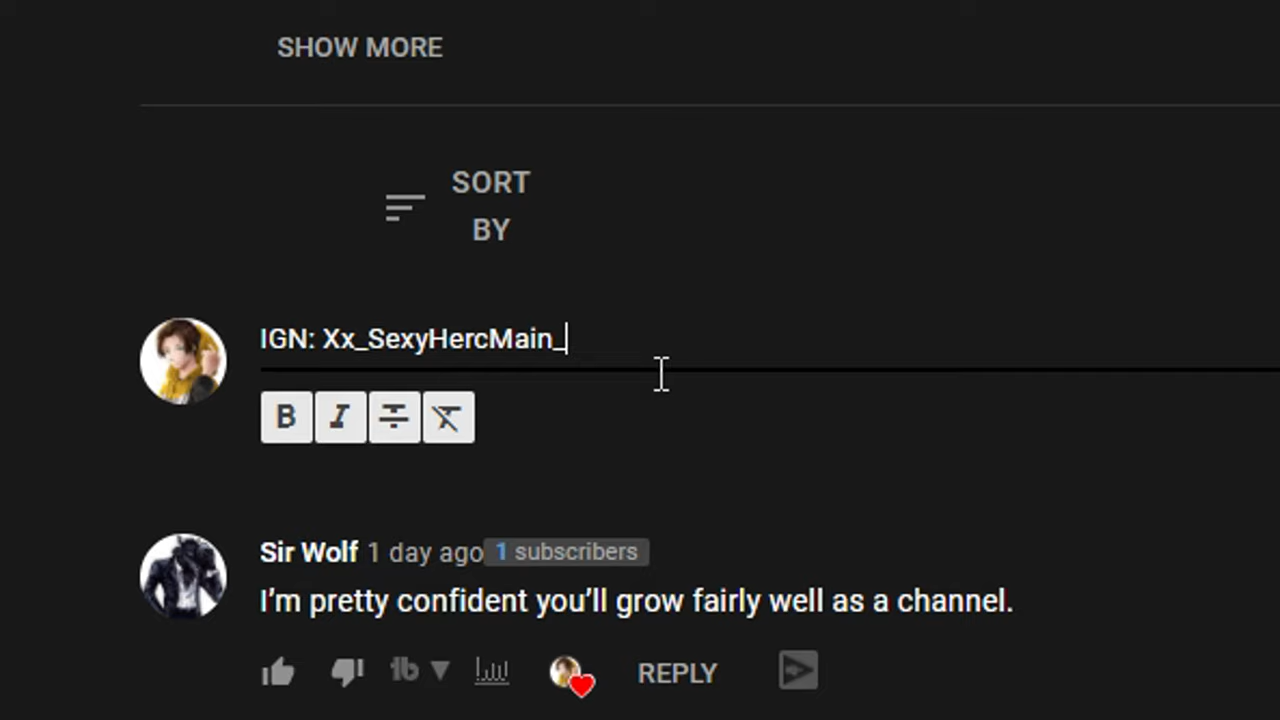 SHOW MORE
SORT
BY
IGN: Xx_SexyHercMain_
B I T T
Sir Wolf 1 day ago 1 subscribers
I’m pretty confident you’ll grow fairly well as a channel.
tb REPLY